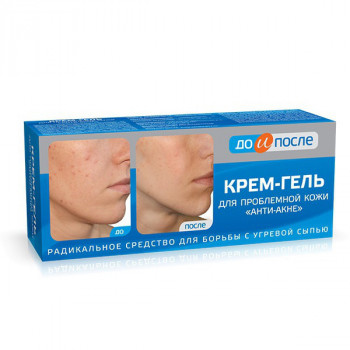 до и после
КРЕМ-ГЕЛЬ
ДЛЯ ПРОБЛЕМНОЙ КОЖИ
«АНТИ-АКНЕ»
до
после
РАДИКАЛЬНОЕ СРЕДСТВО ДЛЯ БОРЬБЫ С УГРЕВОЙ СЫПЬЮ